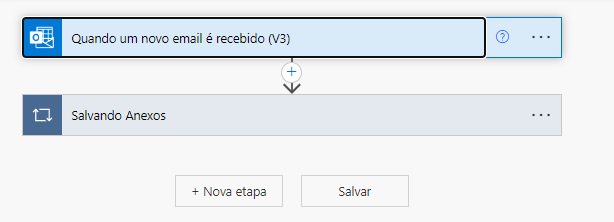 Quando um novo email é recebido (V3)
Salvando Anexos
+ Nova etapa
Salvar